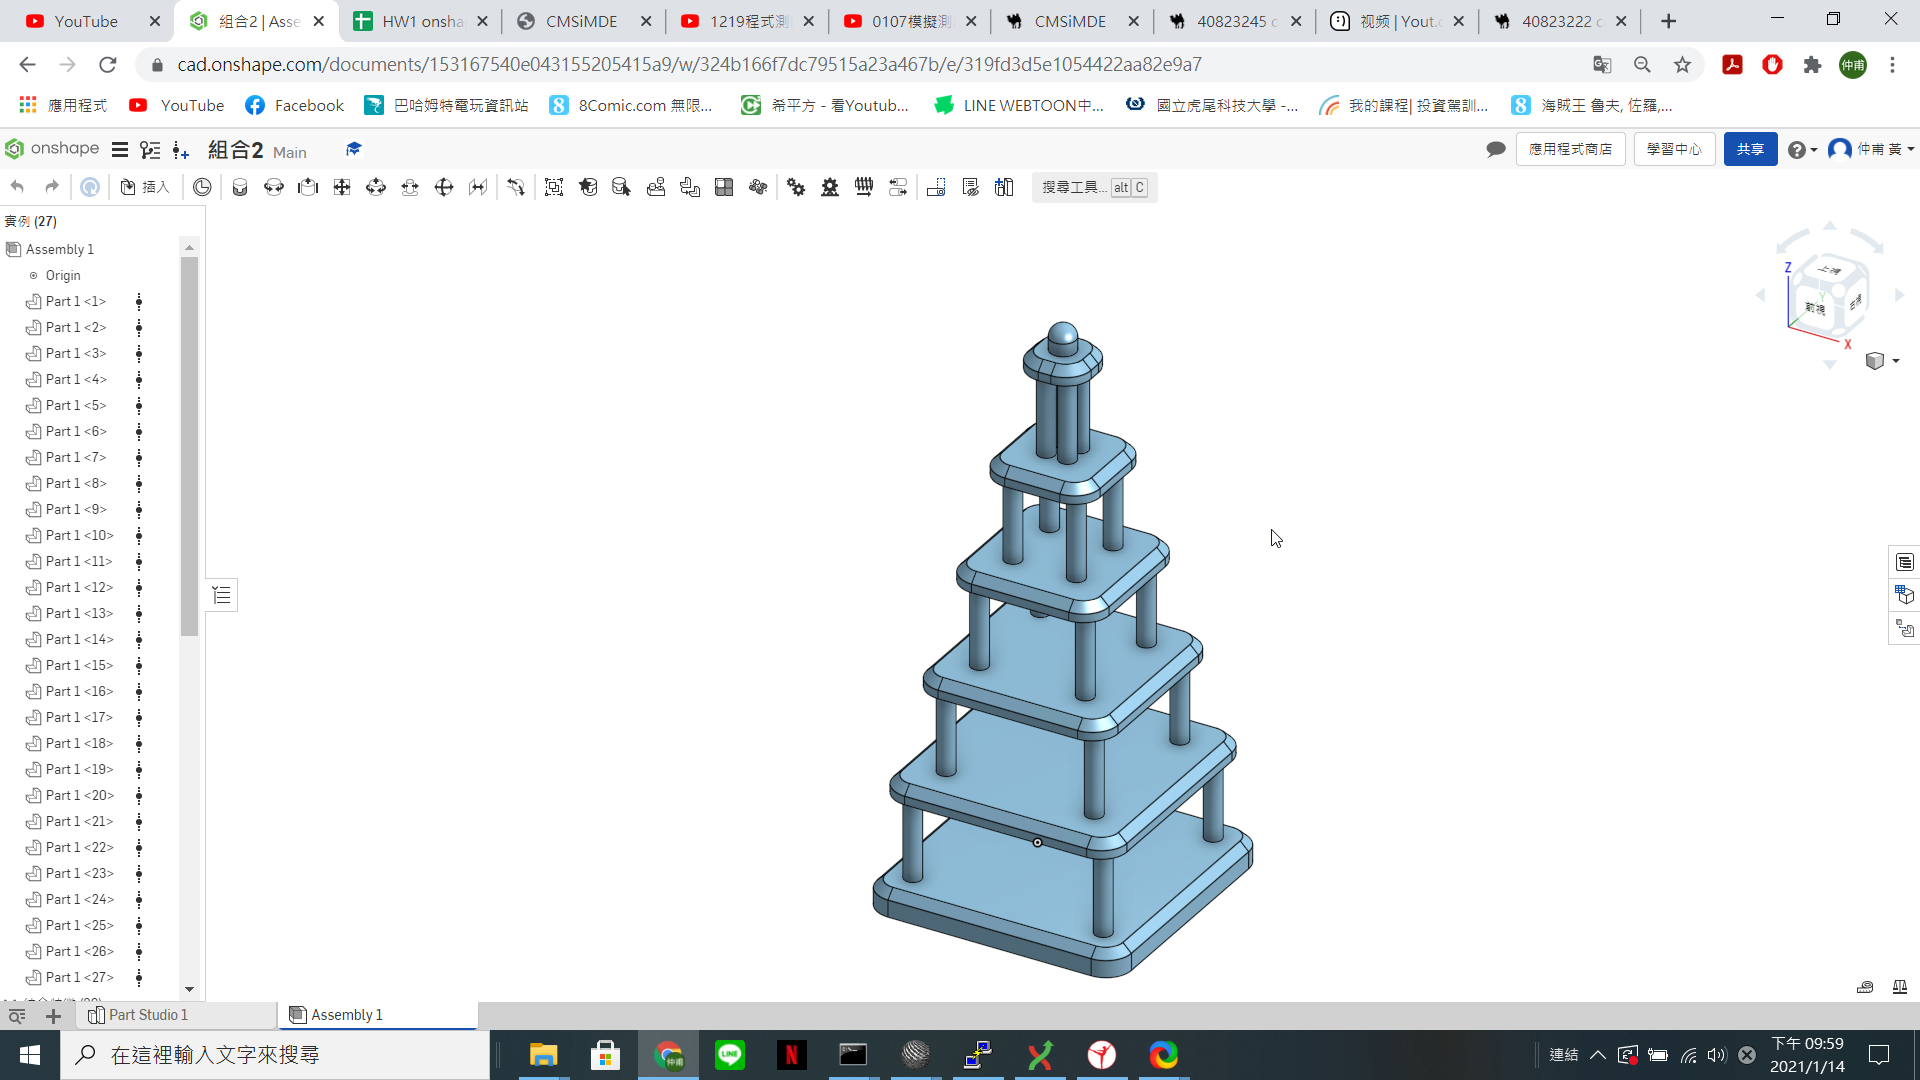 YouTube
組合2 | Asse
HW1 onsha
CMSiMDE
1219程式測
0107模擬測
CMSiMDE
40823245 c
视频 | Yout.c
40823222 c
cad.onshape.com/documents/153167540e043155205415a9/w/324b166f7dc79515a23a467b/e/319fd3d5e1054422aa82e9a7
仲甫
應用程式
YouTube
Facebook
巴哈姆特電玩資訊站
8Comic.com 無限...
希平方 - 看Youtub...
LINE WEBTOON中...
國立虎尾科技大學 -...
我的課程| 投資駕訓...
海賊王 魯夫, 佐羅,...
onshape
組合2 Main
應用程式商店
學習中心
共享
仲甫 黃
插入
搜尋工具... alt C
實例 (27)
Assembly 1
Origin
Part 1 <1>
Part 1 <2>
Part 1 <3>
Part 1 <4>
Part 1 <5>
Part 1 <6>
Part 1 <7>
Part 1 <8>
Part 1 <9>
Part 1 <10>
Part 1 <11>
Part 1 <12>
Part 1 <13>
Part 1 <14>
Part 1 <15>
Part 1 <16>
Part 1 <17>
Part 1 <18>
Part 1 <19>
Part 1 <20>
Part 1 <21>
Part 1 <22>
Part 1 <23>
Part 1 <24>
Part 1 <25>
Part 1 <26>
Part 1 <27>
Z
上視
Y
前視
右視
X
Part Studio 1
Assembly 1
在這裡輸入文字來搜尋
仲甫
LINE
N
連結
下午 09:59
2021/1/14